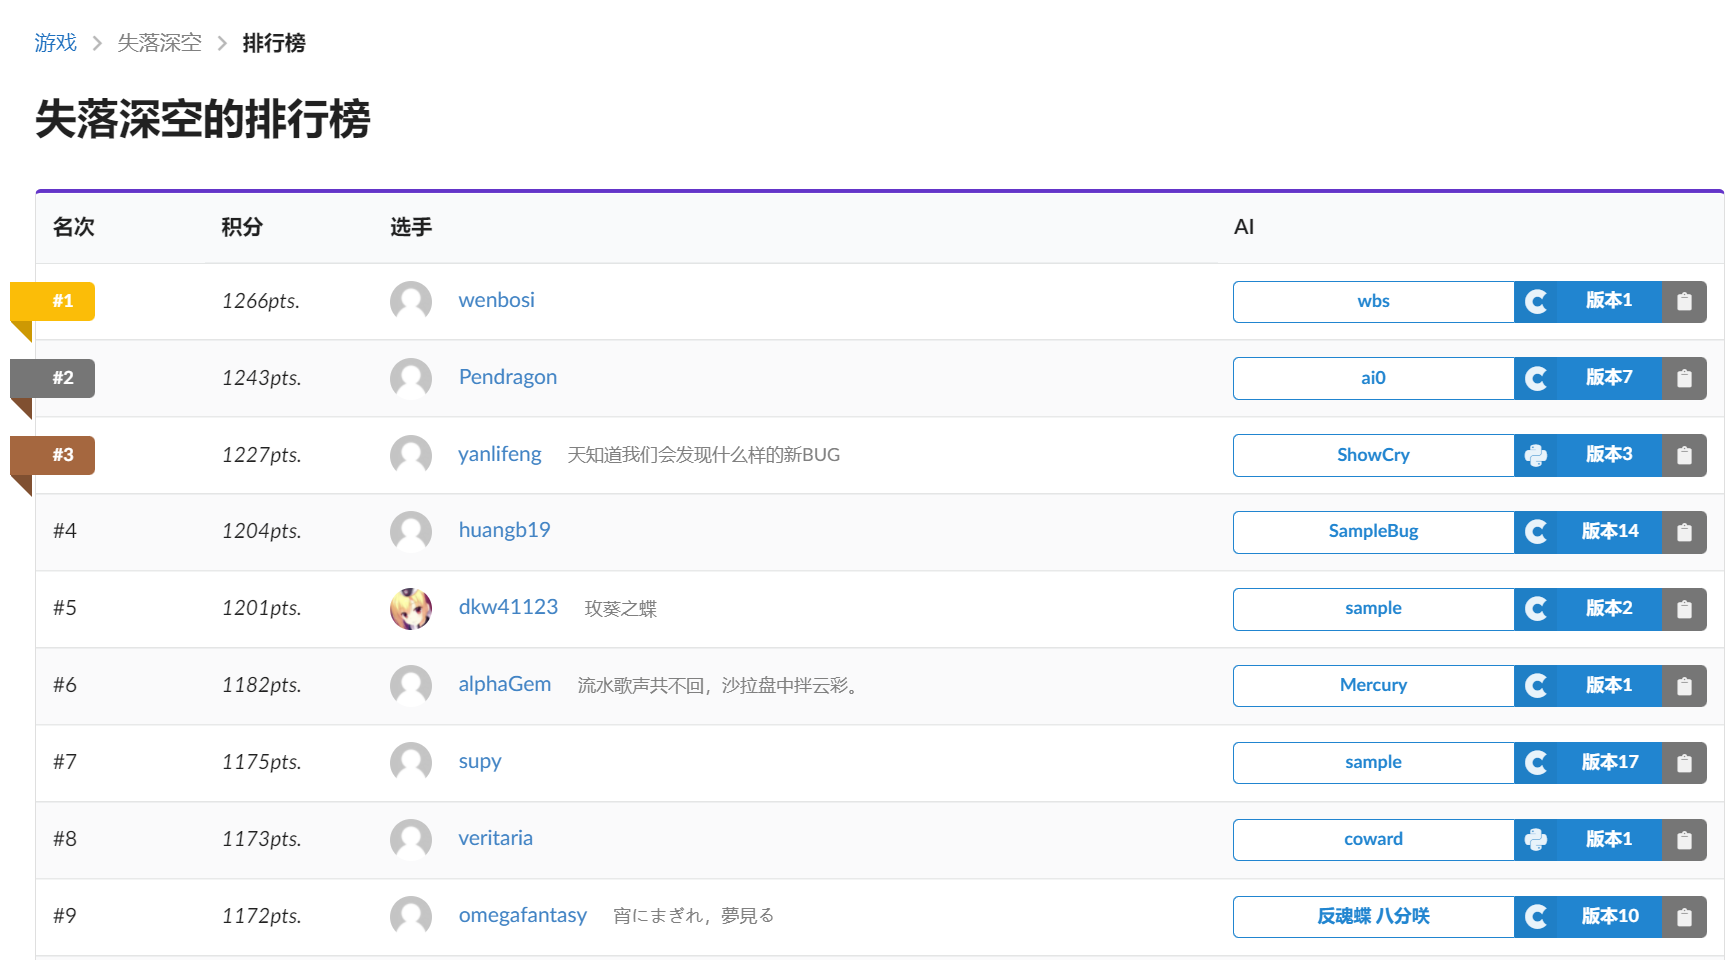 游戏 > 失落深空 > 排行榜
失落深空的排行榜
名次 积分 选手 AI
#1 1266pts. wenbosi wbs 版本1
#2 1243pts. Pendragon ai0 版本7
#3 1227pts. yanlifeng 天知道我们会发现什么样的新BUG ShowCry 版本3
#4 1204pts. huangb19 SampleBug 版本14
#5 1201pts. dkw41123 玫葵之蝶 sample 版本2
#6 1182pts. alphaGem 流水歌声共不回，沙拉盘中拌云彩。 Mercury 版本1
#7 1175pts. supy sample 版本17
#8 1173pts. veritaria coward 版本1
#9 1172pts. omegafantasy 宵にまぎれ，夢見る 反魂蝶 八分咲 版本10